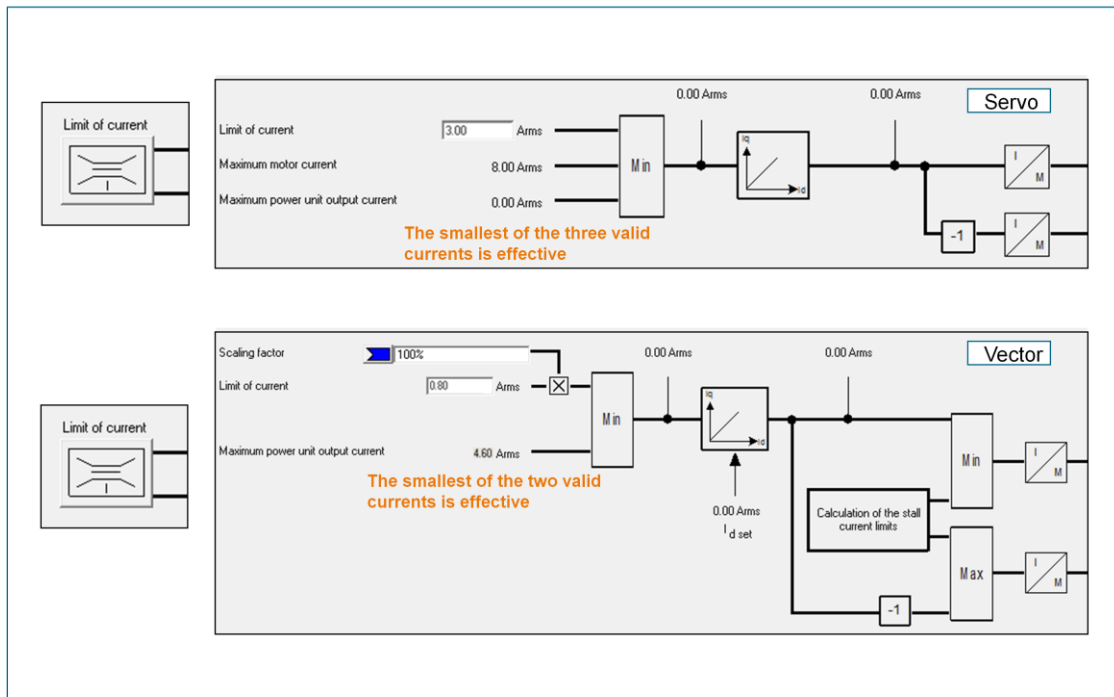 Limit of current
0.00 Arms
0.00 Arms
Servo
Limit of current
3.00
Arms
Maximum motor current
8.00 Arms
Maximum power unit output current
0.00 Arms
Min
Iq
Id
I
M
-1
I
M
The smallest of the three valid
currents is effective
Limit of current
Scaling factor
100%
0.00 Arms
0.00 Arms
Vector
Limit of current
0.80
Arms
X
Min
Iq
Id
Maximum power unit output current
4.60 Arms
The smallest of the two valid
currents is effective
0.00 Arms
I d set
Calculation of the stall
current limits
Min
I
M
Max
I
M
-1